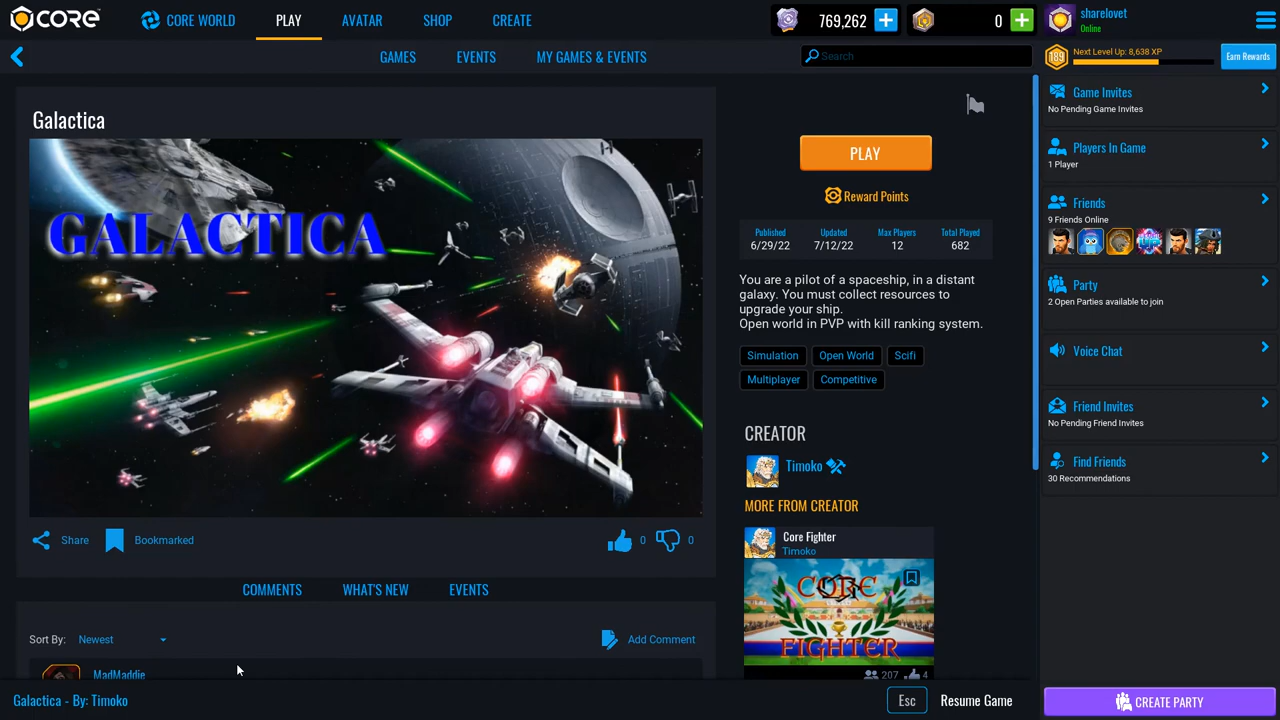 CORE
CORE WORLD
PLAY
AVATAR
SHOP
CREATE
769,262
0
sharelovet
Online
GAMES
EVENTS
MY GAMES & EVENTS
Search
189
Next Level Up: 8,638 XP
Earn Rewards
Galactica
GALACTICA
Share
Bookmarked
0
0
COMMENTS
WHAT'S NEW
EVENTS
Sort By:
Newest
Add Comment
MadMaddie
PLAY
Reward Points
Published
Updated
Max Players
Total Played
6/29/22
7/12/22
12
682
You are a pilot of a spaceship, in a distant
galaxy. You must collect resources to
upgrade your ship.
Open world in PVP with kill ranking system.
Simulation
Open World
Scifi
Multiplayer
Competitive
CREATOR
Timoko
MORE FROM CREATOR
Core Fighter
Timoko
CORE
FIGHTER
207
4
Game Invites
No Pending Game Invites
Players In Game
1 Player
Friends
9 Friends Online
Party
2 Open Parties available to join
Voice Chat
Friend Invites
No Pending Friend Invites
Find Friends
30 Recommendations
Galactica - By: Timoko
Esc
Resume Game
CREATE PARTY